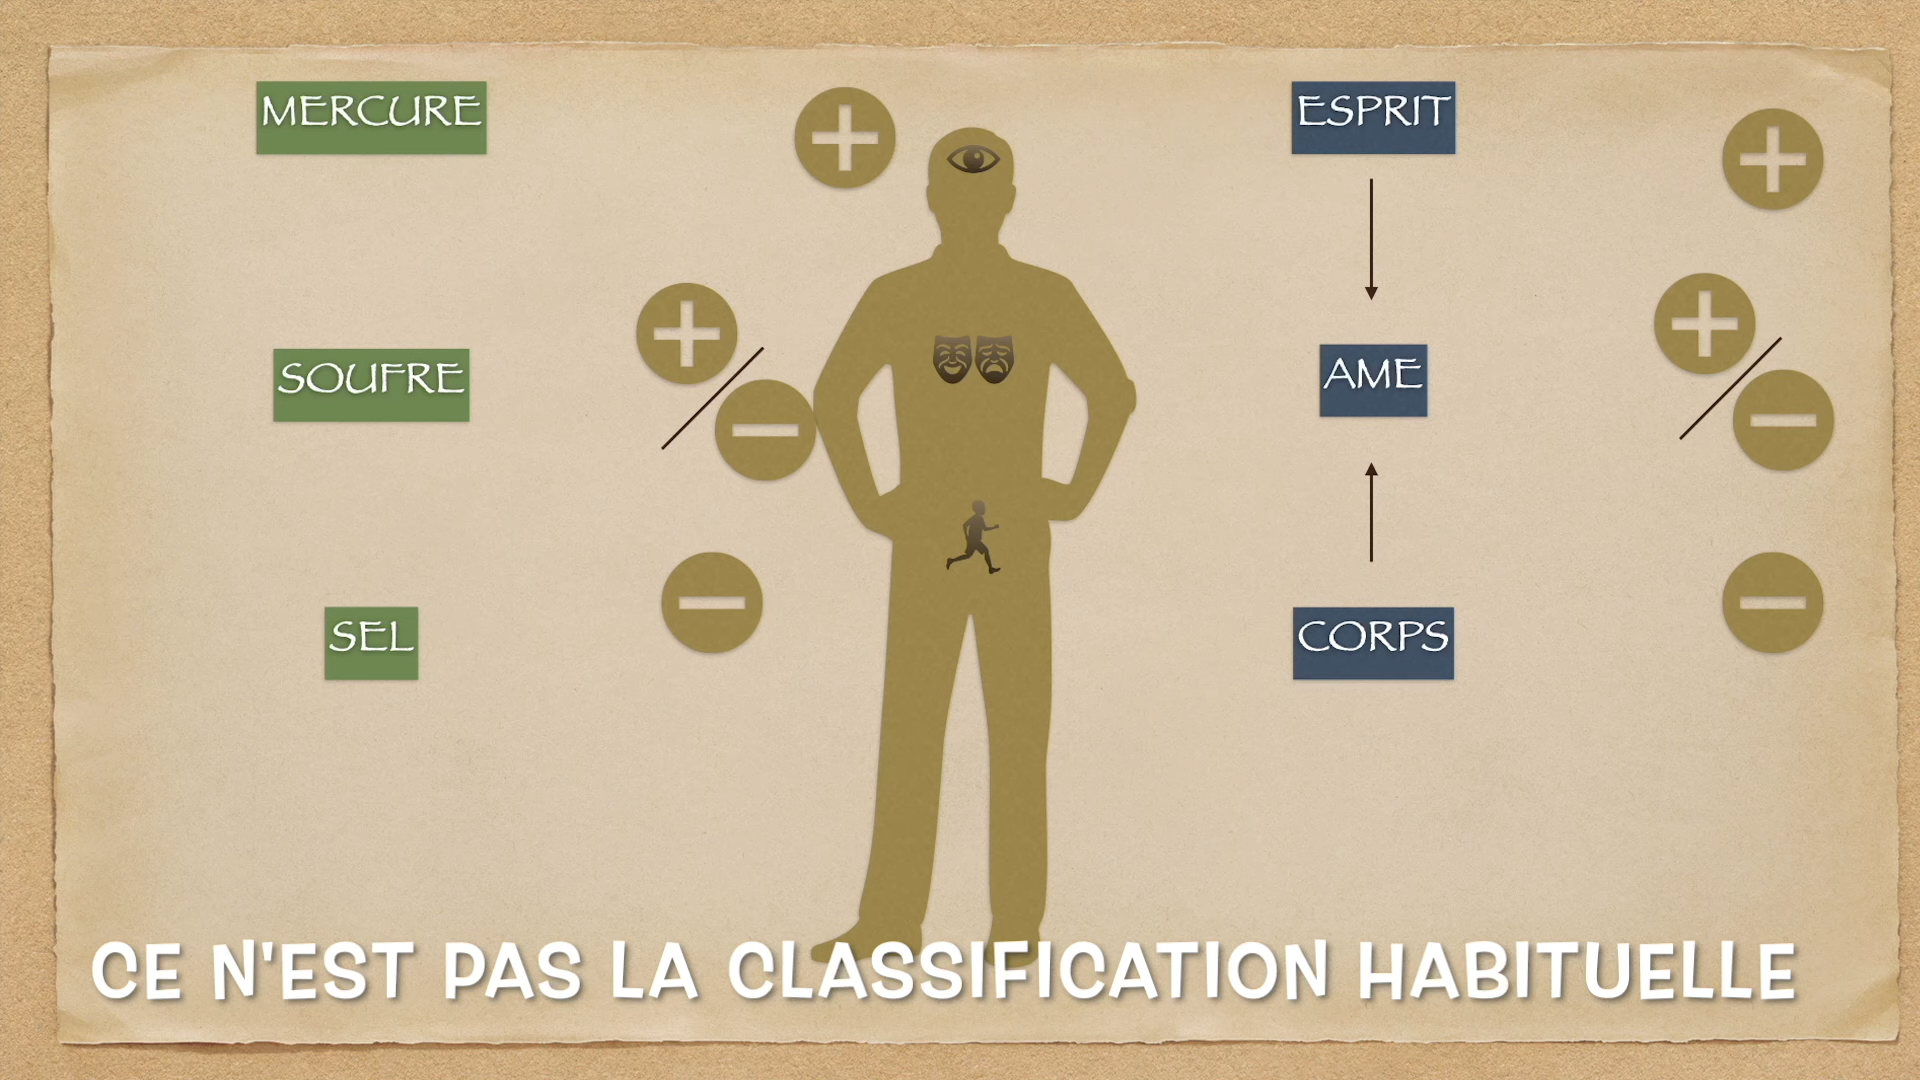 MERCURE
ESPRIT
SOUFRE
AME
SEL
CORPS
CE N'EST PAS LA CLASSIFICATION HABITUELLE